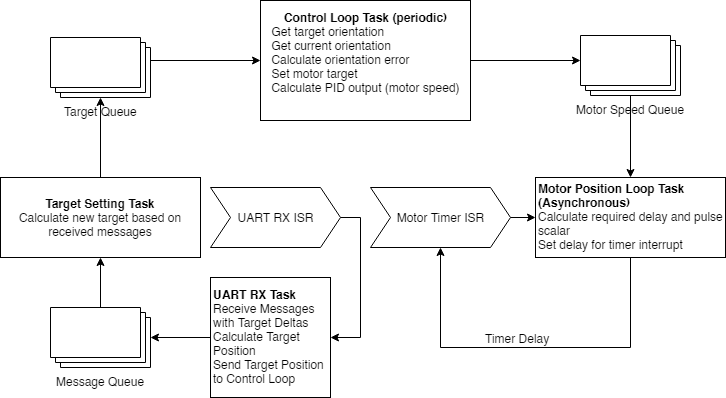 Control Loop Task (periodic)
Get target orientation
Get current orientation
Calculate orientation error
Set motor target
Calculate PID output (motor speed)
Target Queue
Motor Speed Queue
Target Setting Task
Calculate new target based on
received messages
UART RX ISR
Motor Timer ISR
Motor Position Loop Task
(Asynchronous)
Calculate required delay and pulse
scalar
Set delay for timer interrupt
UART RX Task
Receive Messages
with Target Deltas
Calculate Target
Position
Send Target Position
to Control Loop
Timer Delay
Message Queue